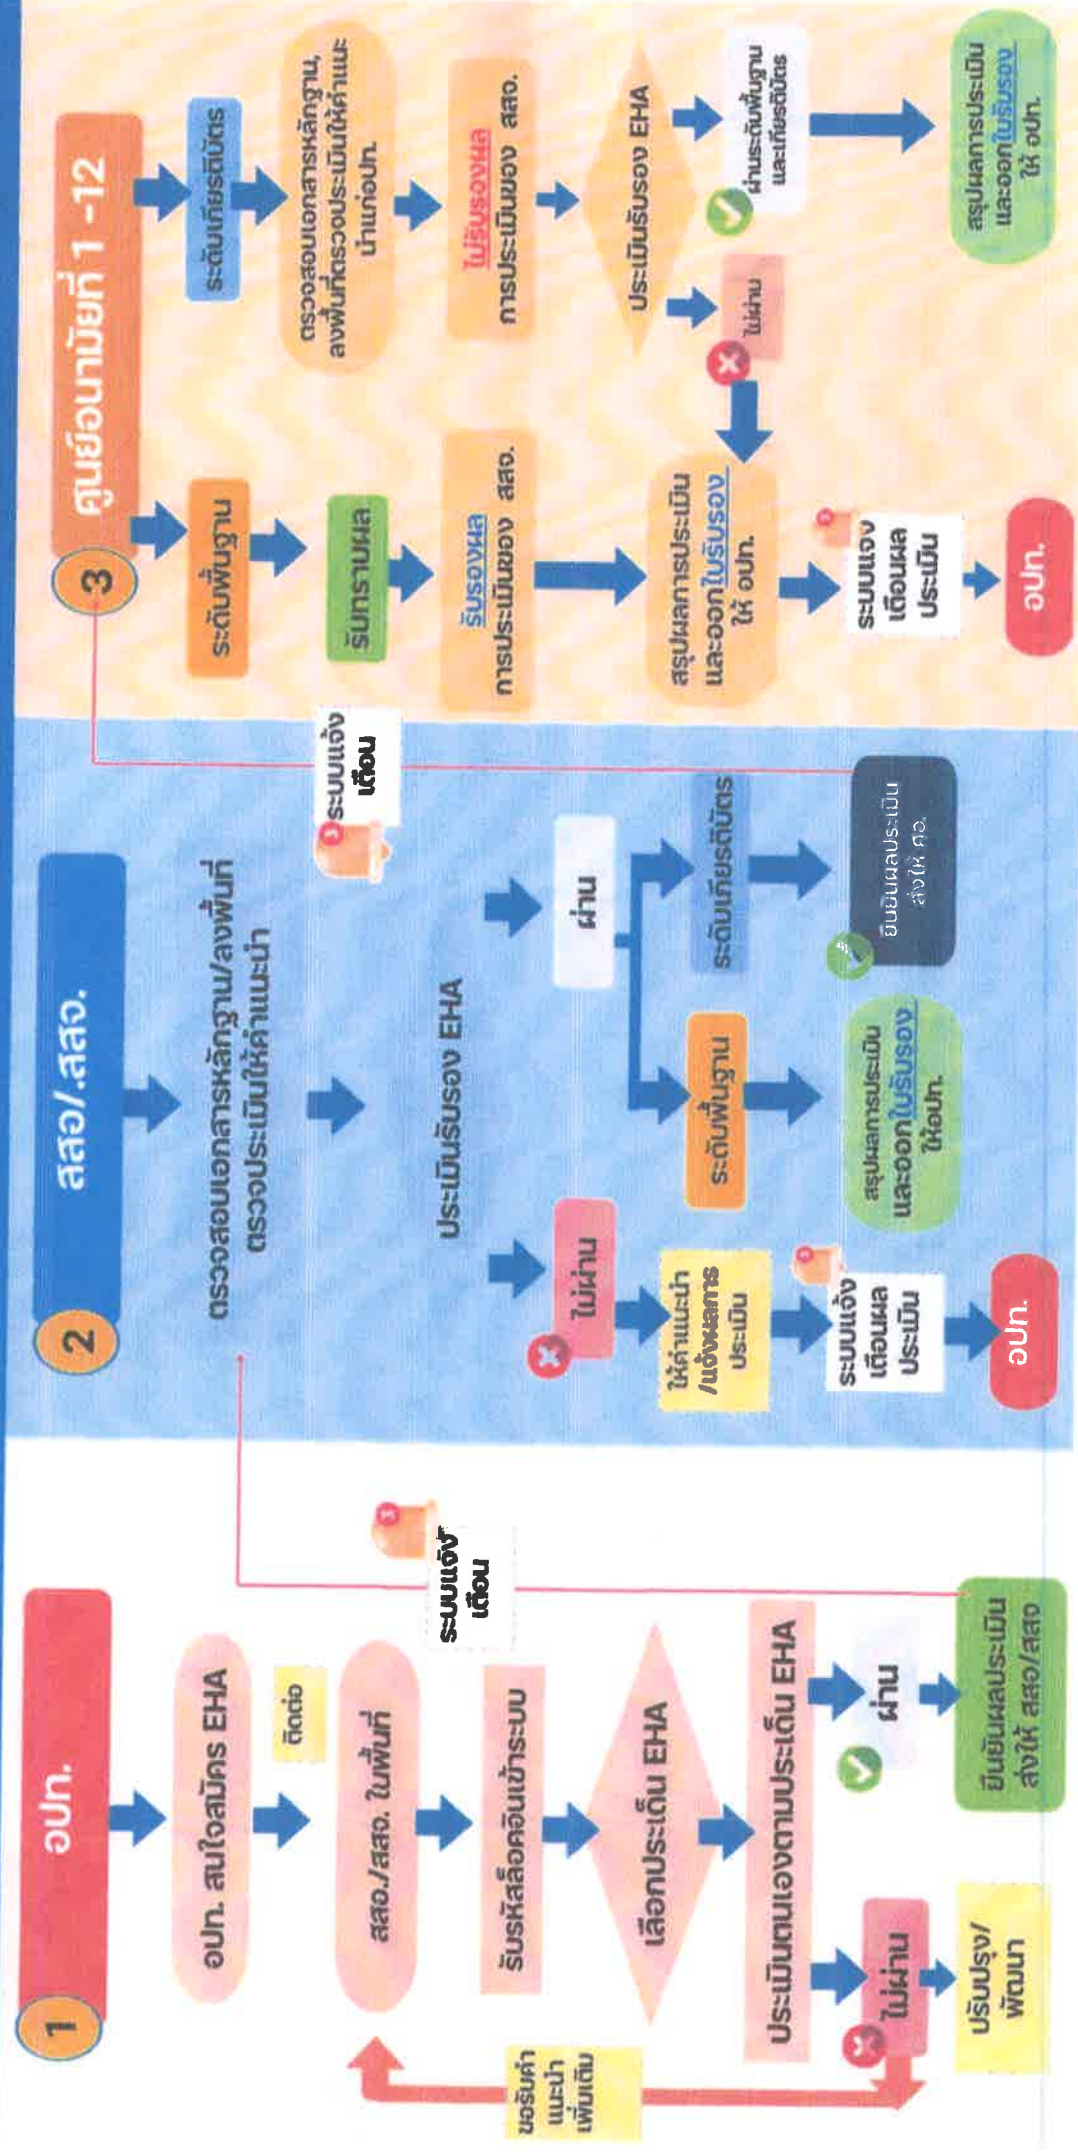 1
อปท.
อปท. สนใจสมัคร EHA
ติดต่อ
สสอ./สสจ. ในพื้นที่
รับรหัสล็อคอินเข้าระบบ
เลือกประเด็น EHA
ประเมินตนเองตามประเด็น EHA
ไม่ผ่าน
ผ่าน
ปรับปรุง/
พัฒนา
ยืนยันผลประเมิน
ส่งให้ สสอ/สสจ
ขอรับคำ
แนะนำ
เพิ่มเติม
3
ระบบแจ้ง
เตือน
2
สสอ/.สสจ.
ตรวจสอบเอกสารหลักฐาน/ลงพื้นที่
ตรวจประเมินให้คำแนะนำ
ประเมินรับรอง EHA
ไม่ผ่าน
ผ่าน
ให้คำแนะนำ
/แจ้งผลการ
ประเมิน
ระดับพื้นฐาน
ระดับเกียรติบัตร
3
ระบบแจ้ง
เตือนผล
ประเมิน
สรุปผลการประเมิน
และออกใบรับรอง
ให้อปท.
ยืนยันผลประเมิน
ส่งให้ ศอ.
อปท.
3
ระบบแจ้ง
เตือน
3
ศูนย์อนามัยที่ 1 -12
ระดับพื้นฐาน
ระดับเกียรติบัตร
รับทราบผล
ตรวจสอบเอกสารหลักฐาน,
ลงพื้นที่ตรวจประเมินให้คำแนะ
นำแก่อปท.
รับรองผล
การประเมินของ สสจ.
ไม่รับรองผล
การประเมินของ สสจ.
ประเมินรับรอง EHA
ไม่ผ่าน
ผ่านระดับพื้นฐาน
และเกียรติบัตร
สรุปผลการประเมิน
และออกใบรับรอง
ให้ อปท.
3
ระบบแจ้ง
เตือนผล
ประเมิน
อปท.
สรุปผลการประเมิน
และออกใบรับรอง
ให้ อปท.